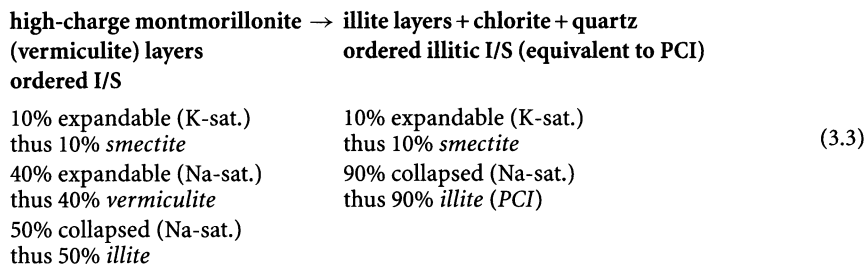 high-charge montmorillonite → illite layers + chlorite + quartz
(vermiculite) layers ordered illitic I/S (equivalent to PCI)
ordered I/S
10% expandable (K-sat.) 10% expandable (K-sat.)
thus 10% smectite thus 10% smectite (3.3)
40% expandable (Na-sat.) 90% collapsed (Na-sat.)
thus 40% vermiculite thus 90% illite (PCI)
50% collapsed (Na-sat.)
thus 50% illite